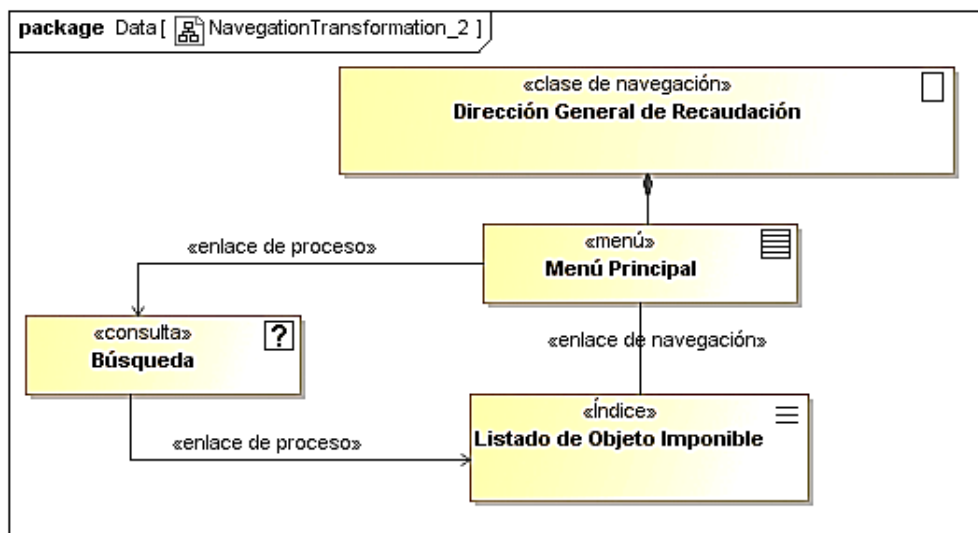 package Data [ NavegationTransformation_2 ]
«clase de navegación»
Dirección General de Recaudación
«enlace de proceso»
«menú»
Menú Principal
«consulta»
?
Búsqueda
«enlace de navegación»
«Índice»
Listado de Objeto Imponible
«enlace de proceso»